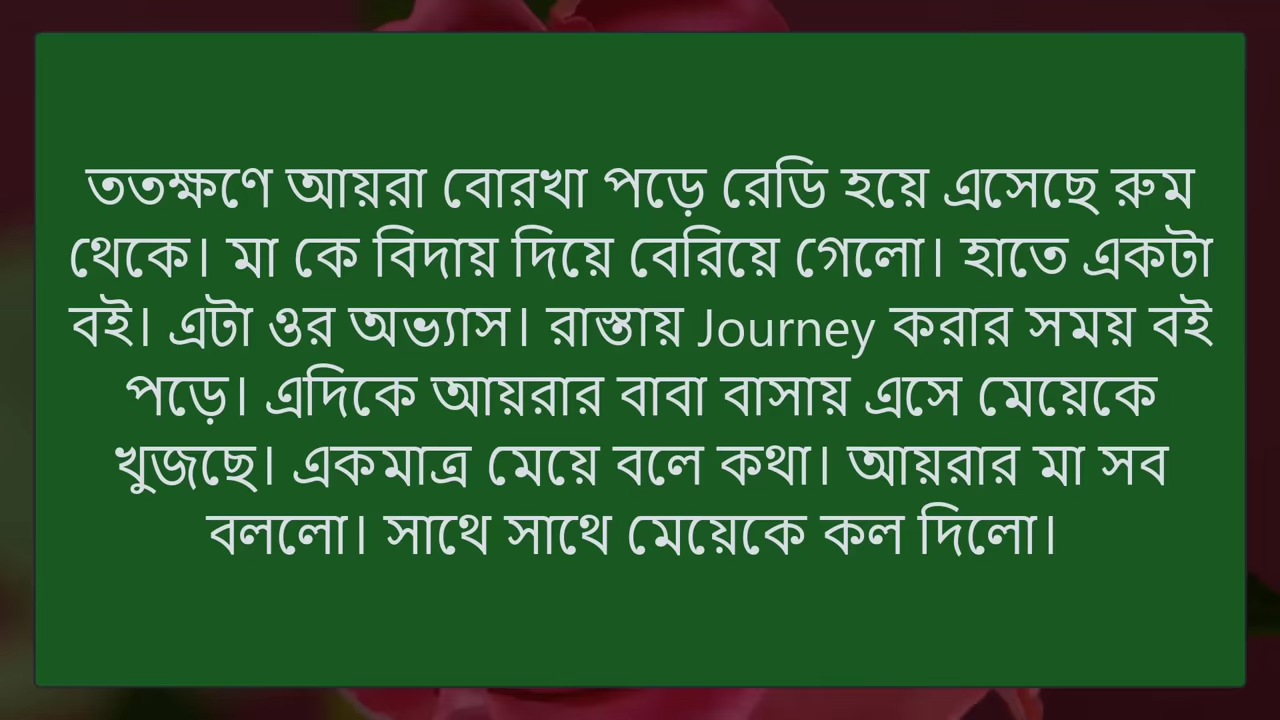 ততক্ষণে আয়রা বোরখা পড়ে রেডি হয়ে এসেছে রুম
থেকে। মা কে বিদায় দিয়ে বেরিয়ে গেলো। হাতে একটা
বই। এটা ওর অভ্যাস। রাস্তায় Journey করার সময় বই
পড়ে। এদিকে আয়রার বাবা বাসায় এসে মেয়েকে
খুজছে। একমাত্র মেয়ে বলে কথা। আয়রার মা সব
বললো। সাথে সাথে মেয়েকে কল দিলো।